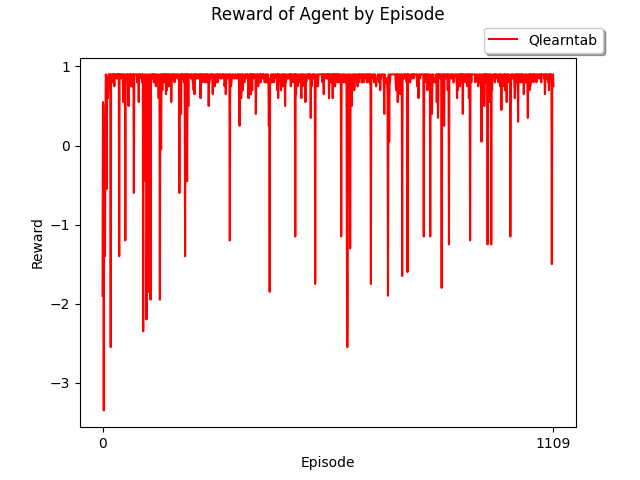 Reward of Agent by Episode
Qlearntab
1
0
−1
−2
−3
Reward
0
1109
Episode